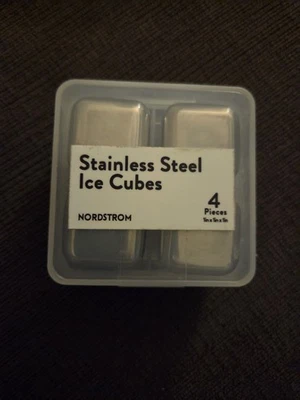 Stainless Steel
Ice Cubes
NORDSTROM
4
Pieces